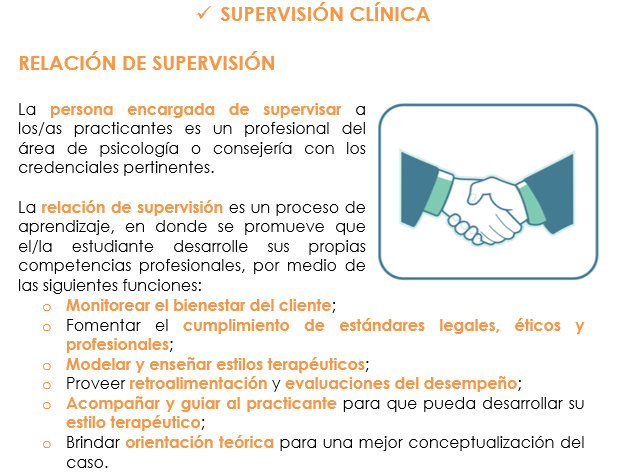 ✓ SUPERVISIÓN CLÍNICA
RELACIÓN DE SUPERVISIÓN
La persona encargada de supervisar a
los/as practicantes es un profesional del
área de psicología o consejería con los
credenciales pertinentes.
La relación de supervisión es un proceso de
aprendizaje, en donde se promueve que
el/la estudiante desarrolle sus propias
competencias profesionales, por medio de
las siguientes funciones:
o Monitorear el bienestar del cliente;
o Fomentar el cumplimiento de estándares legales, éticos y
profesionales;
o Modelar y enseñar estilos terapéuticos;
o Proveer retroalimentación y evaluaciones del desempeño;
o Acompañar y guiar al practicante para que pueda desarrollar su
estilo terapéutico;
o Brindar orientación teórica para una mejor conceptualización del
caso.